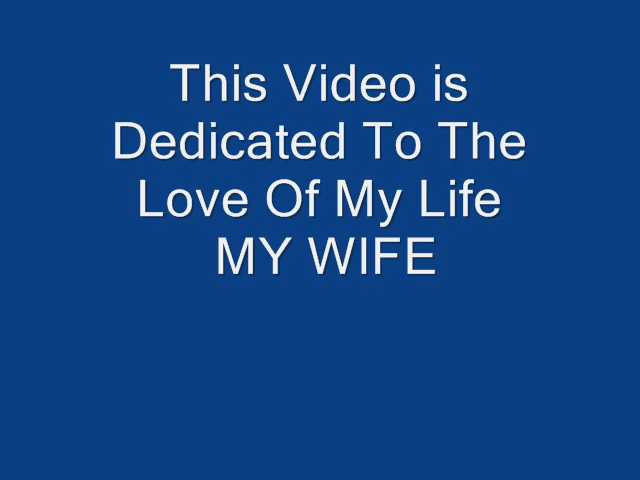 This Video is
Dedicated To The
Love Of My Life
MY WIFE